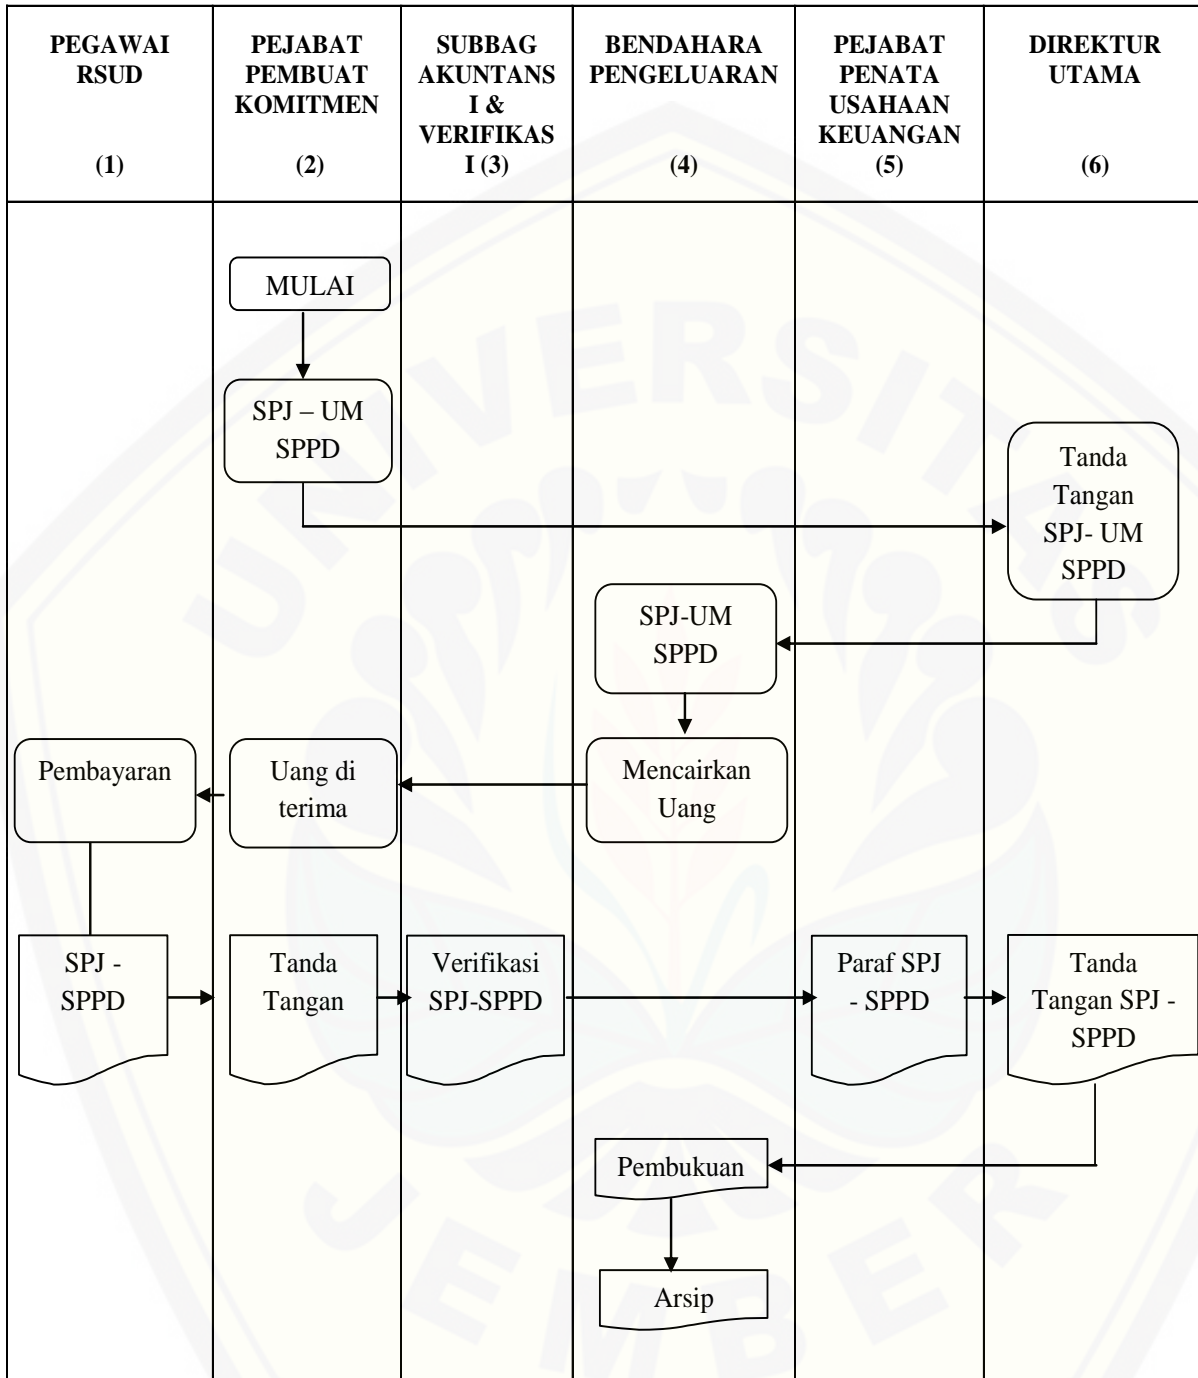 PEGAWAI
RSUD
(1)
PEJABAT
PEMBUAT
KOMITMEN
(2)
SUBBAG
AKUNTANS
I &
VERIFIKAS
I (3)
BENDAHARA
PENGELUARAN
(4)
PEJABAT
PENATA
USAHAAN
KEUANGAN
(5)
DIREKTUR
UTAMA
(6)
MULAI
SPJ – UM
SPPD
Tanda
Tangan
SPJ- UM
SPPD
SPJ-UM
SPPD
Pembayaran
Uang di
terima
Mencairkan
Uang
SPJ -
SPPD
Tanda
Tangan
Verifikasi
SPJ-SPPD
Paraf SPJ
- SPPD
Tanda
Tangan SPJ -
SPPD
Pembukuan
Arsip
UNIVERSITAS
JEMBER